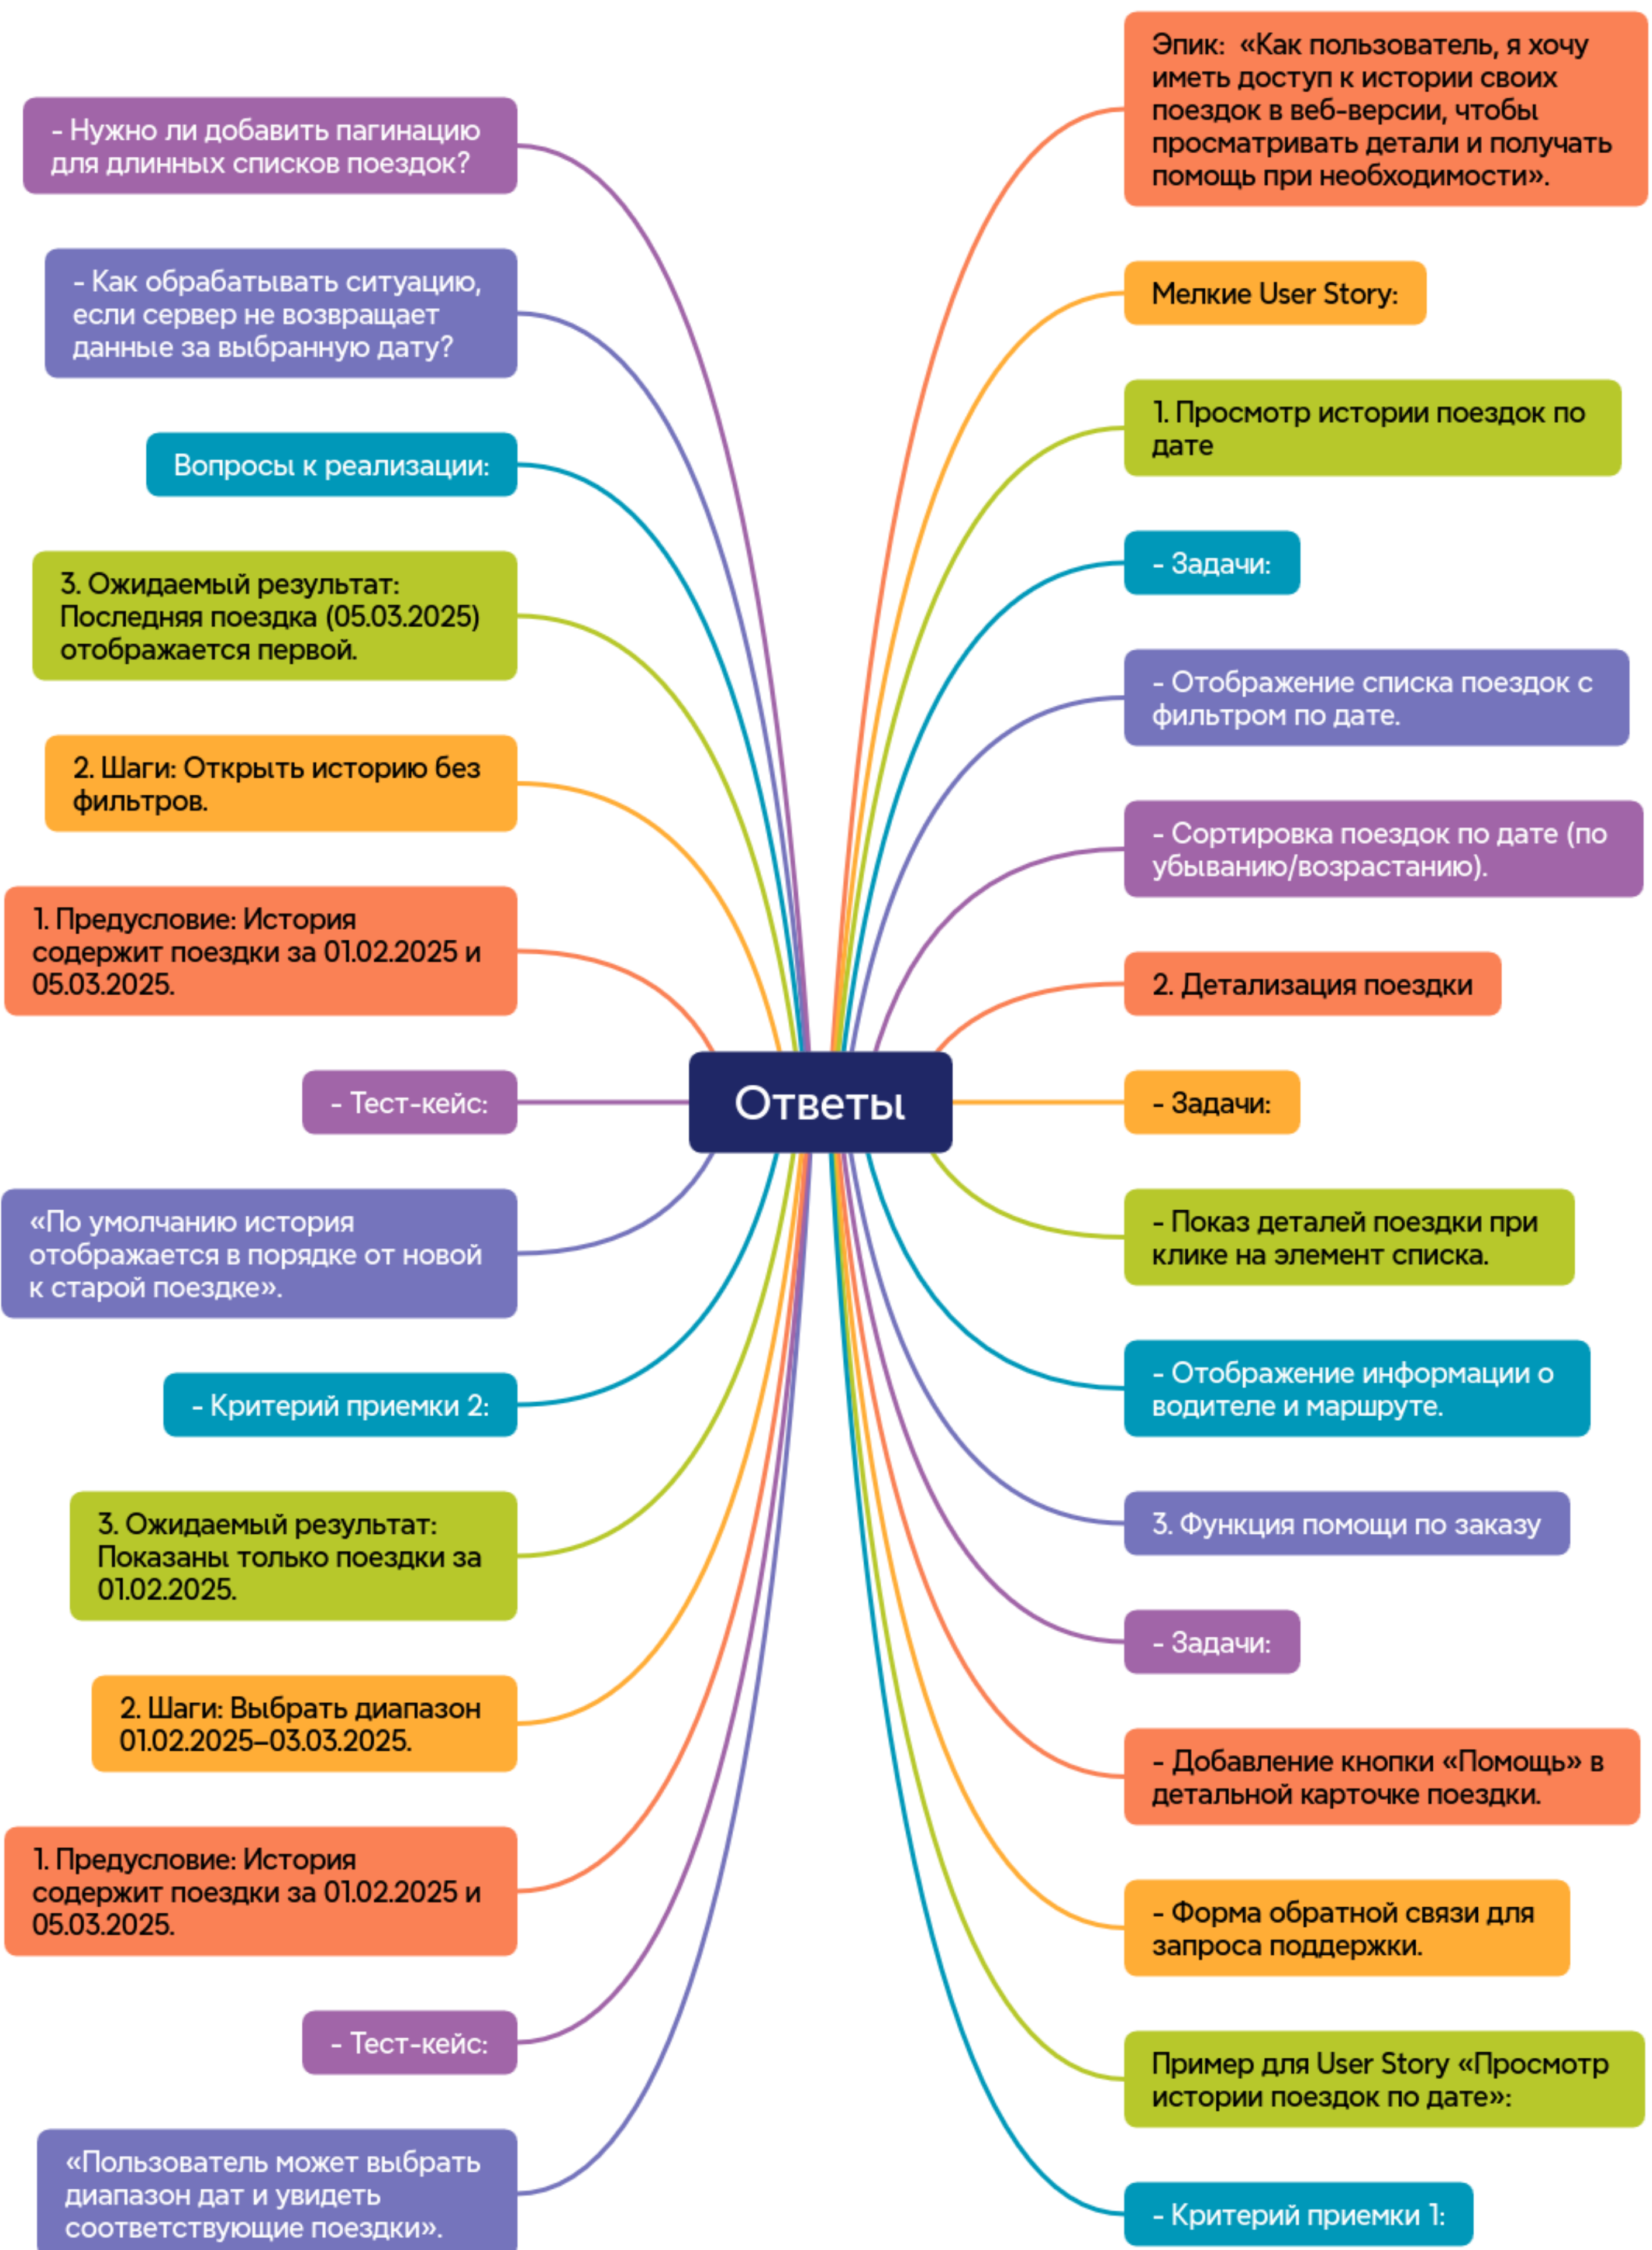 Ответы
Эпик: «Как пользователь, я хочу
иметь доступ к истории своих
поездок в веб-версии, чтобы
просматривать детали и получать
помощь при необходимости».
Мелкие User Story:
1. Просмотр истории поездок по
дате
- Задачи:
- Отображение списка поездок с
фильтром по дате.
- Сортировка поездок по дате (по
убыванию/возрастанию).
2. Детализация поездки
- Задачи:
- Показ деталей поездки при
клике на элемент списка.
- Отображение информации о
водителе и маршруте.
3. Функция помощи по заказу
- Задачи:
- Добавление кнопки «Помощь» в
детальной карточке поездки.
- Форма обратной связи для
запроса поддержки.
Пример для User Story «Просмотр
истории поездок по дате»:
- Критерий приемки 1:
«Пользователь может выбрать
диапазон дат и увидеть
соответствующие поездки».
- Тест-кейс:
1. Предусловие: История
содержит поездки за 01.02.2025 и
05.03.2025.
2. Шаги: Выбрать диапазон
01.02.2025–03.03.2025.
3. Ожидаемый результат:
Показаны только поездки за
01.02.2025.
- Критерий приемки 2:
«По умолчанию история
отображается в порядке от новой
к старой поездке».
- Тест-кейс:
1. Предусловие: История
содержит поездки за 01.02.2025 и
05.03.2025.
2. Шаги: Открыть историю без
фильтров.
3. Ожидаемый результат:
Последняя поездка (05.03.2025)
отображается первой.
Вопросы к реализации:
- Как обрабатывать ситуацию,
если сервер не возвращает
данные за выбранную дату?
- Нужно ли добавить пагинацию
для длинных списков поездок?